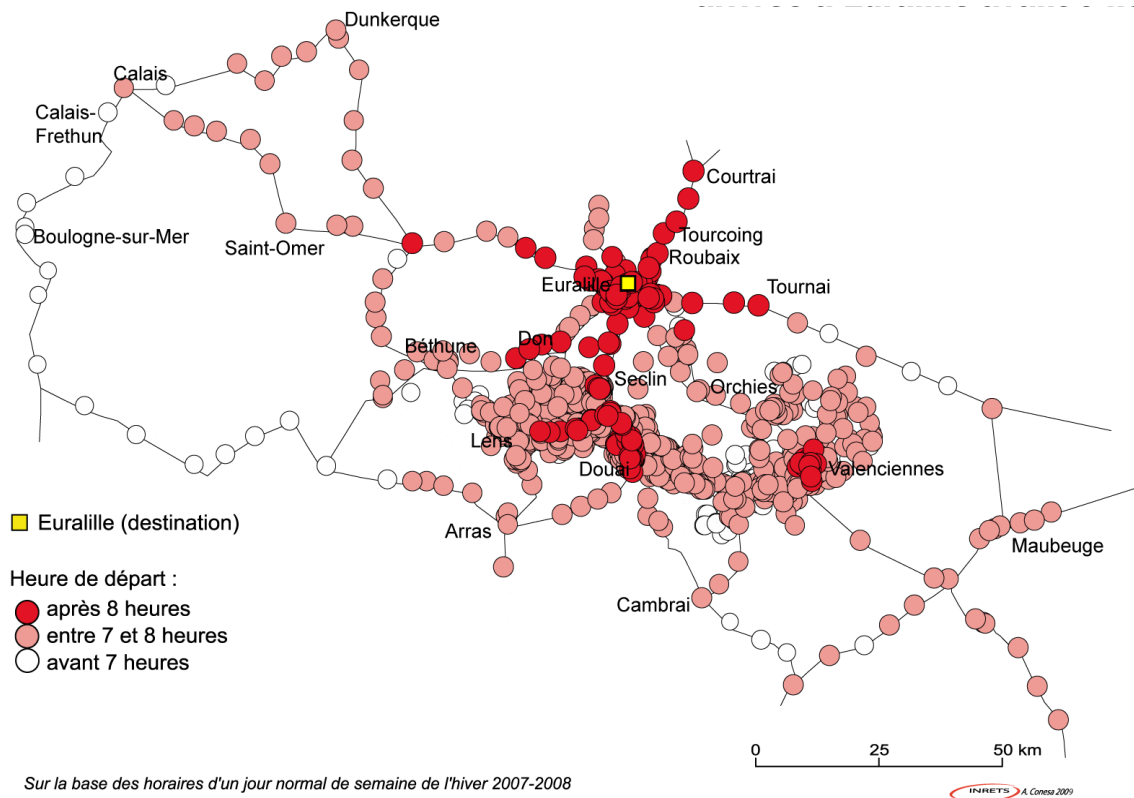 Dunkerque
Calais
Calais-
Frethun
Courtrai
Boulogne-sur-Mer
Saint-Omer
Tourcoing
Roubaix
Euralille
Tournai
Béthune
Don
Seclin
Orchies
Lens
Douai
Valenciennes
Arras
Euralille (destination)
Maubeuge
Cambrai
Heure de départ :
après 8 heures
entre 7 et 8 heures
avant 7 heures
0 25 50 km
Sur la base des horaires d'un jour normal de semaine de l'hiver 2007-2008
INRETS A. Conesa 2009